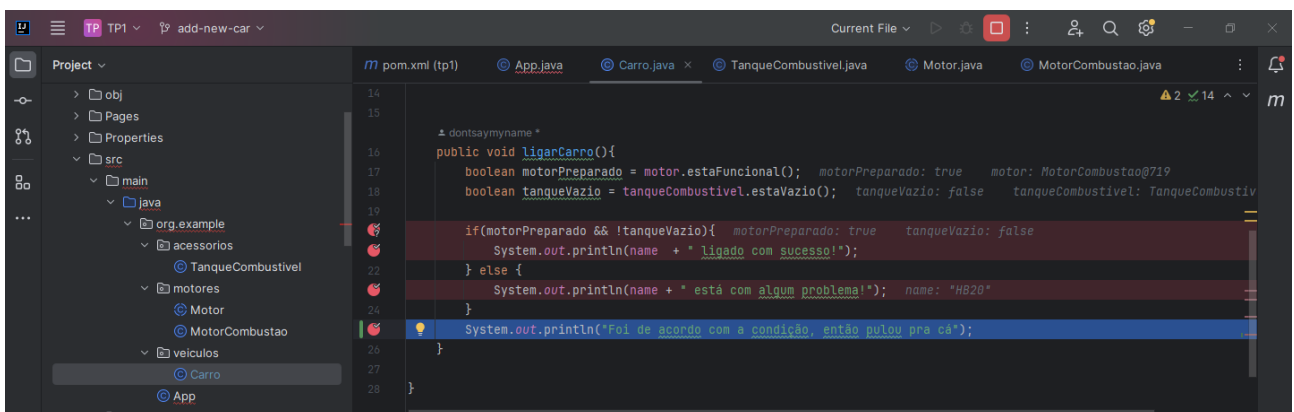 TP TP1 add-new-car Current File
Project
pom.xml (tp1) App.java Carro.java TanqueCombustivel.java Motor.java MotorCombustao.java
obj
Pages
Properties
src
main
java
org.example
acessorios
TanqueCombustivel
motores
Motor
MotorCombustao
veiculos
Carro
App
14
2 14
15
dontsaymyname *
16 public void ligarCarro(){
17 boolean motorPreparado = motor.estaFuncional(); motorPreparado: true motor: MotorCombustao@719
18 boolean tanqueVazio = tanqueCombustivel.estaVazio(); tanqueVazio: false tanqueCombustivel: TanqueCombustiv
19
if(motorPreparado && !tanqueVazio){ motorPreparado: true tanqueVazio: false
System.out.println(name + " ligado com sucesso!");
22 } else {
System.out.println(name + " está com algum problema!"); name: "HB20"
24 }
System.out.println("Foi de acordo com a condição, então pulou pra cá");
26 }
27
28 }